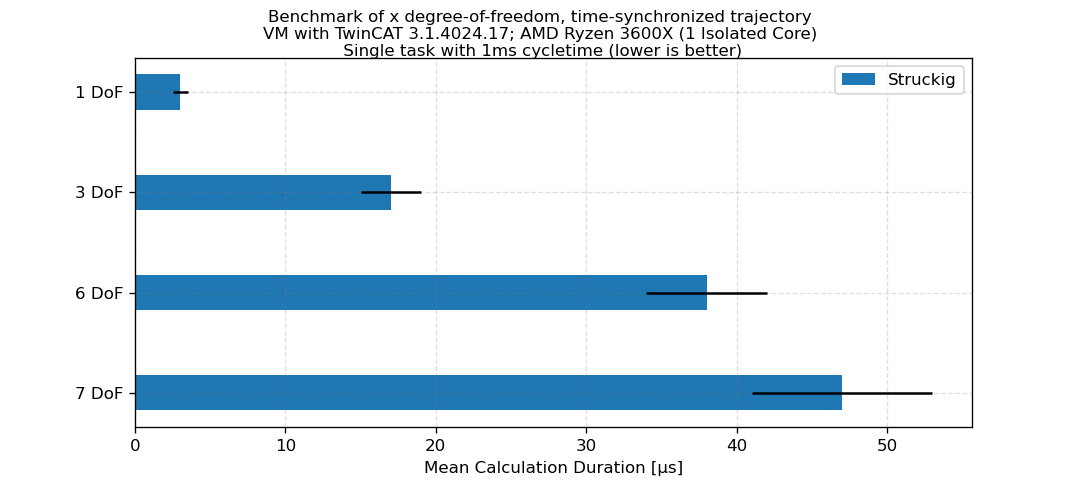 Benchmark of x degree-of-freedom, time-synchronized trajectory
VM with TwinCAT 3.1.4024.17; AMD Ryzen 3600X (1 Isolated Core)
Single task with 1ms cycletime (lower is better)
Struckig
1 DoF
3 DoF
6 DoF
7 DoF
0 10 20 30 40 50
Mean Calculation Duration [µs]